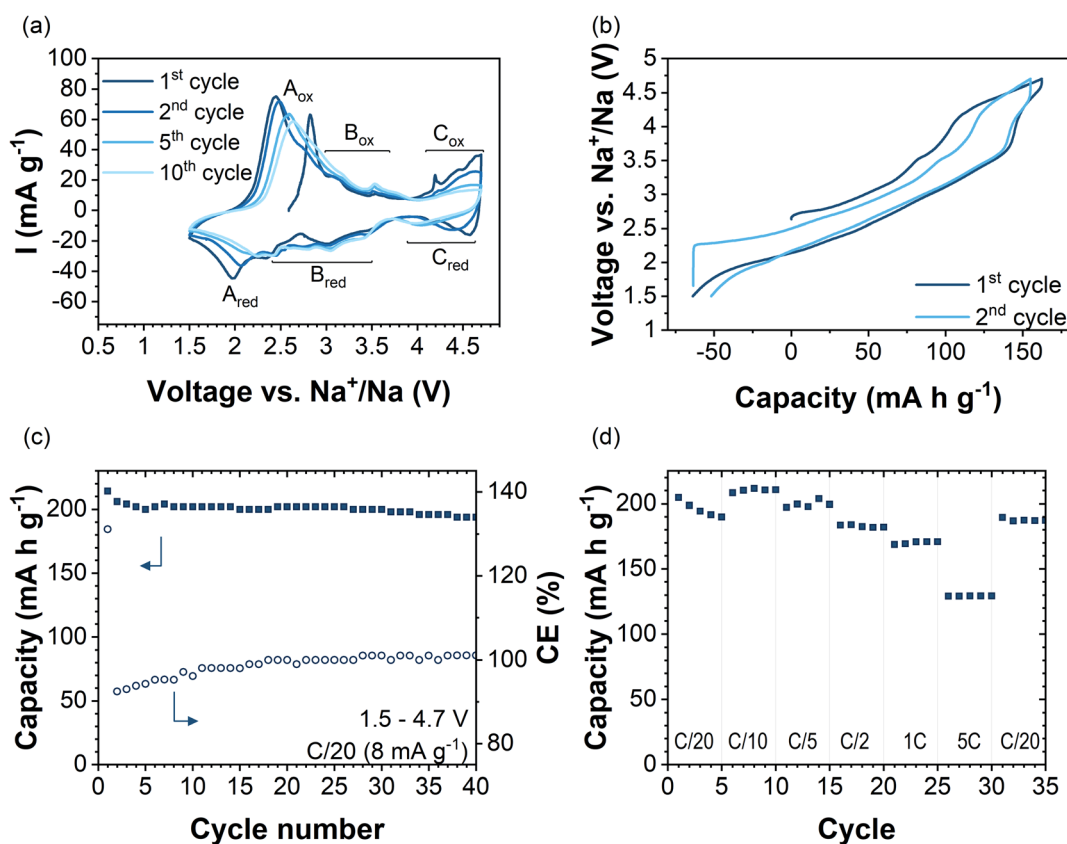 (a)
100
80
60
40
20
0
-20
-40
-60
I (mA g⁻¹)
1ˢᵗ cycle
2ⁿᵈ cycle
5ᵗʰ cycle
10ᵗʰ cycle
Aₒₓ
Bₒₓ
Cₒₓ
A_red
B_red
C_red
0.5 1 1.5 2 2.5 3 3.5 4 4.5
Voltage vs. Na⁺/Na (V)
(b)
5
4.5
4
3.5
3
2.5
2
1.5
1
Voltage vs. Na⁺/Na (V)
1ˢᵗ cycle
2ⁿᵈ cycle
-50 0 50 100 150
Capacity (mA h g⁻¹)
(c)
200
150
100
50
0
Capacity (mA h g⁻¹)
140
120
100
80
CE (%)
1.5 - 4.7 V
C/20 (8 mA g⁻¹)
0 5 10 15 20 25 30 35 40
Cycle number
(d)
200
150
100
50
0
Capacity (mA h g⁻¹)
C/20 C/10 C/5 C/2 1C 5C C/20
0 5 10 15 20 25 30 35
Cycle